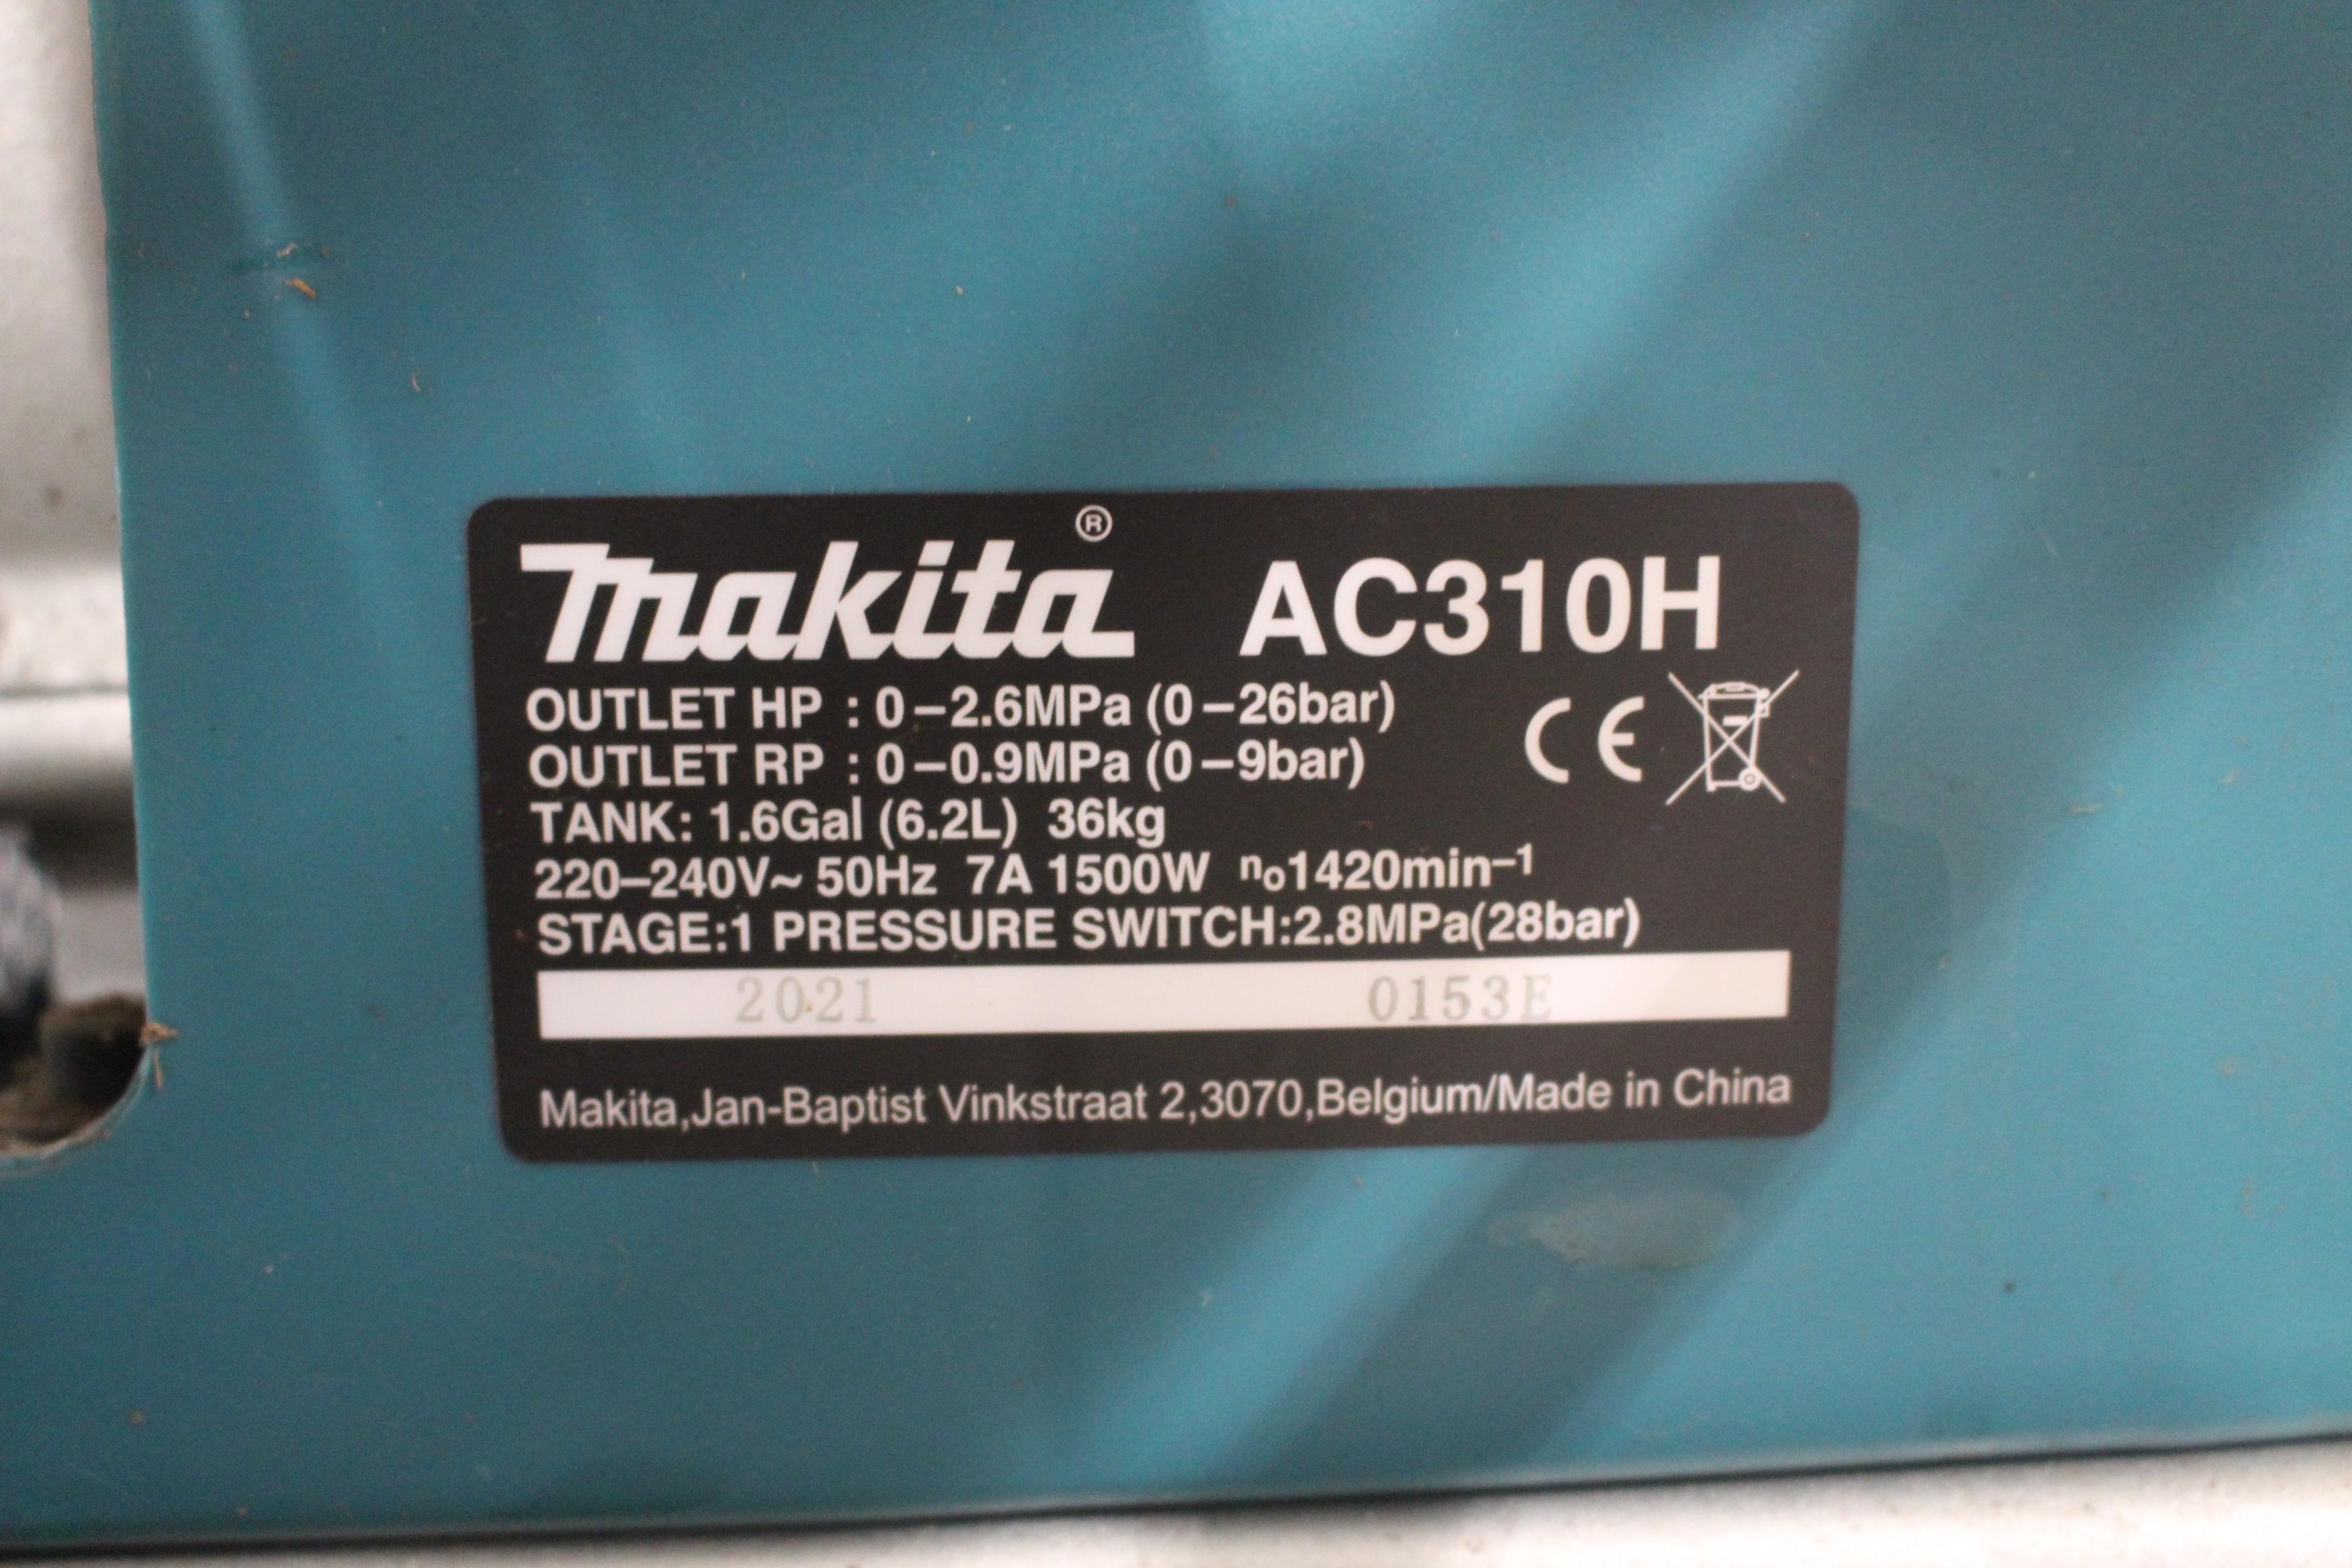 makita® AC310H
OUTLET HP : 0–2.6MPa (0–26bar)
OUTLET RP : 0–0.9MPa (0–9bar)
CE
TANK: 1.6Gal (6.2L) 36kg
220–240V~ 50Hz 7A 1500W no1420min–1
STAGE:1 PRESSURE SWITCH:2.8MPa(28bar)
2021 0153E
Makita,Jan-Baptist Vinkstraat 2,3070,Belgium/Made in China